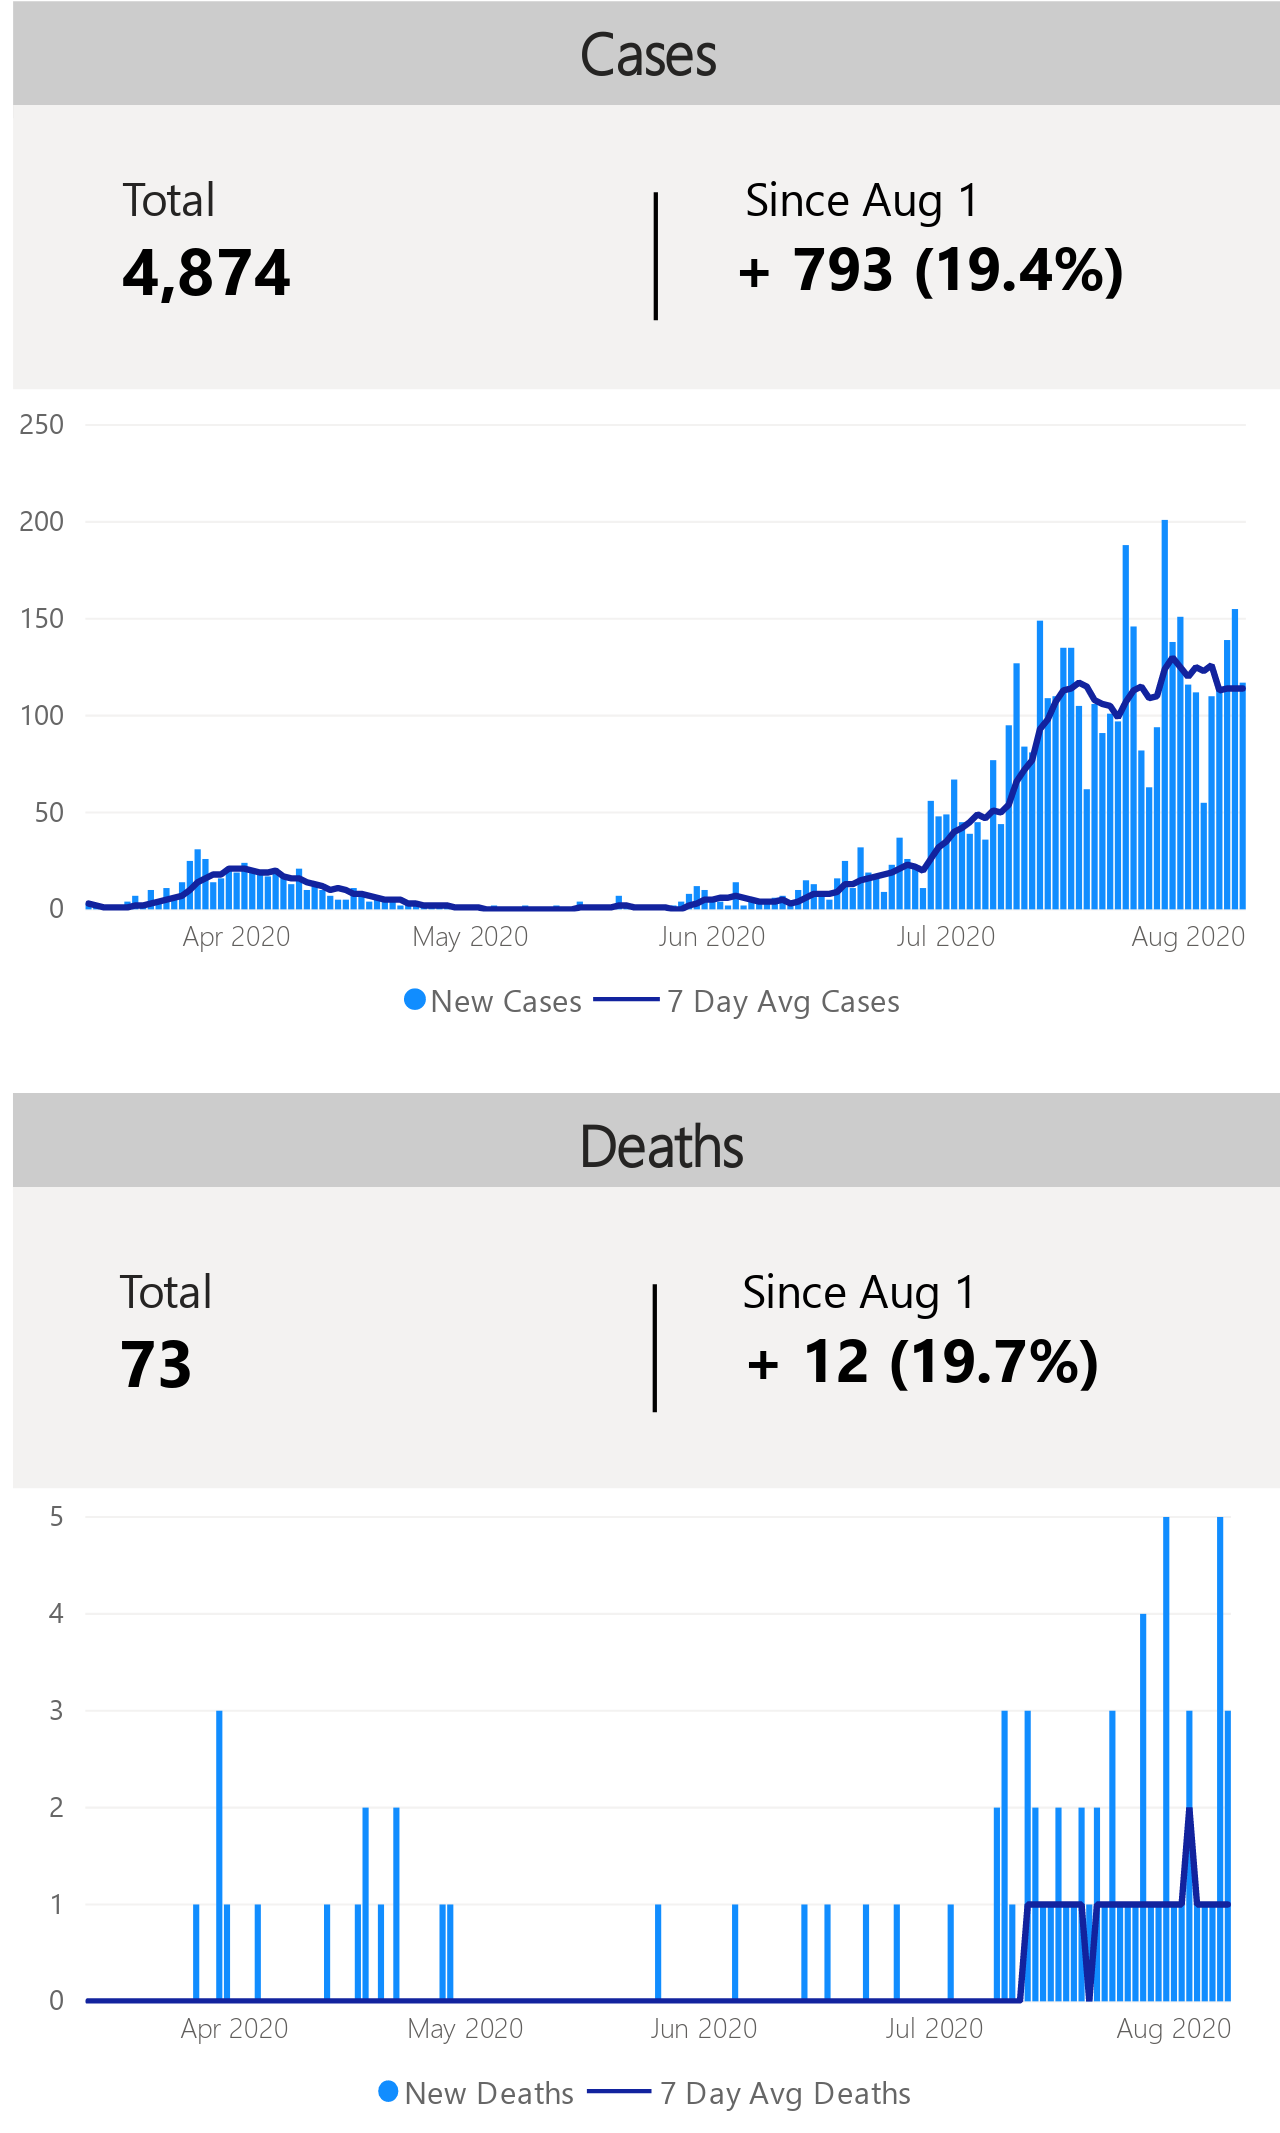 Cases
Total
Since Aug 1
4,874
+ 793 (19.4%)
250
200
150
100
50
0
Apr 2020
May 2020
Jun 2020
Jul 2020
Aug 2020
New Cases
7 Day Avg Cases
Deaths
Total
Since Aug 1
73
+ 12 (19.7%)
5
4
3
2
1
0
Apr 2020
May 2020
Jun 2020
Jul 2020
Aug 2020
New Deaths
7 Day Avg Deaths